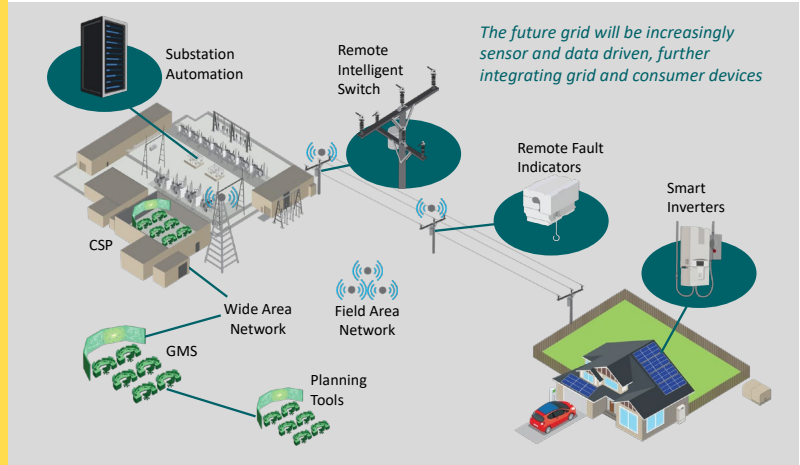 Substation
Automation
Remote
Intelligent
Switch
The future grid will be increasingly
sensor and data driven, further
integrating grid and consumer devices
Remote Fault
Indicators
Smart
Inverters
CSP
Wide Area
Network
Field Area
Network
GMS
Planning
Tools